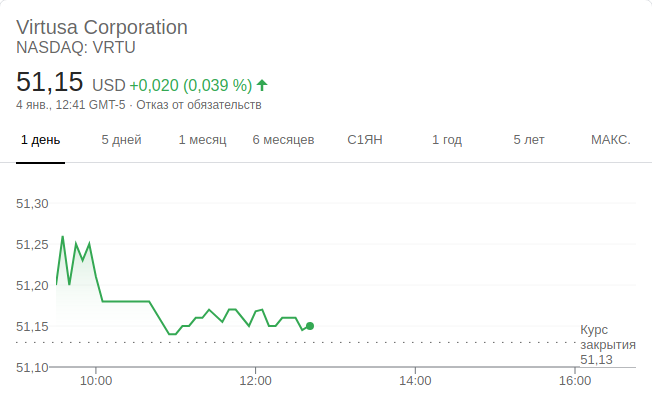 Virtusa Corporation
NASDAQ: VRTU
51,15 USD +0,020 (0,039 %)
4 янв., 12:41 GMT-5 · Отказ от обязательств
1 день 5 дней 1 месяц 6 месяцев С1ЯН 1 год 5 лет МАКС.
51,30
51,25
51,20
51,15
51,10
Курс
закрытия
51,13
10:00 12:00 14:00 16:00